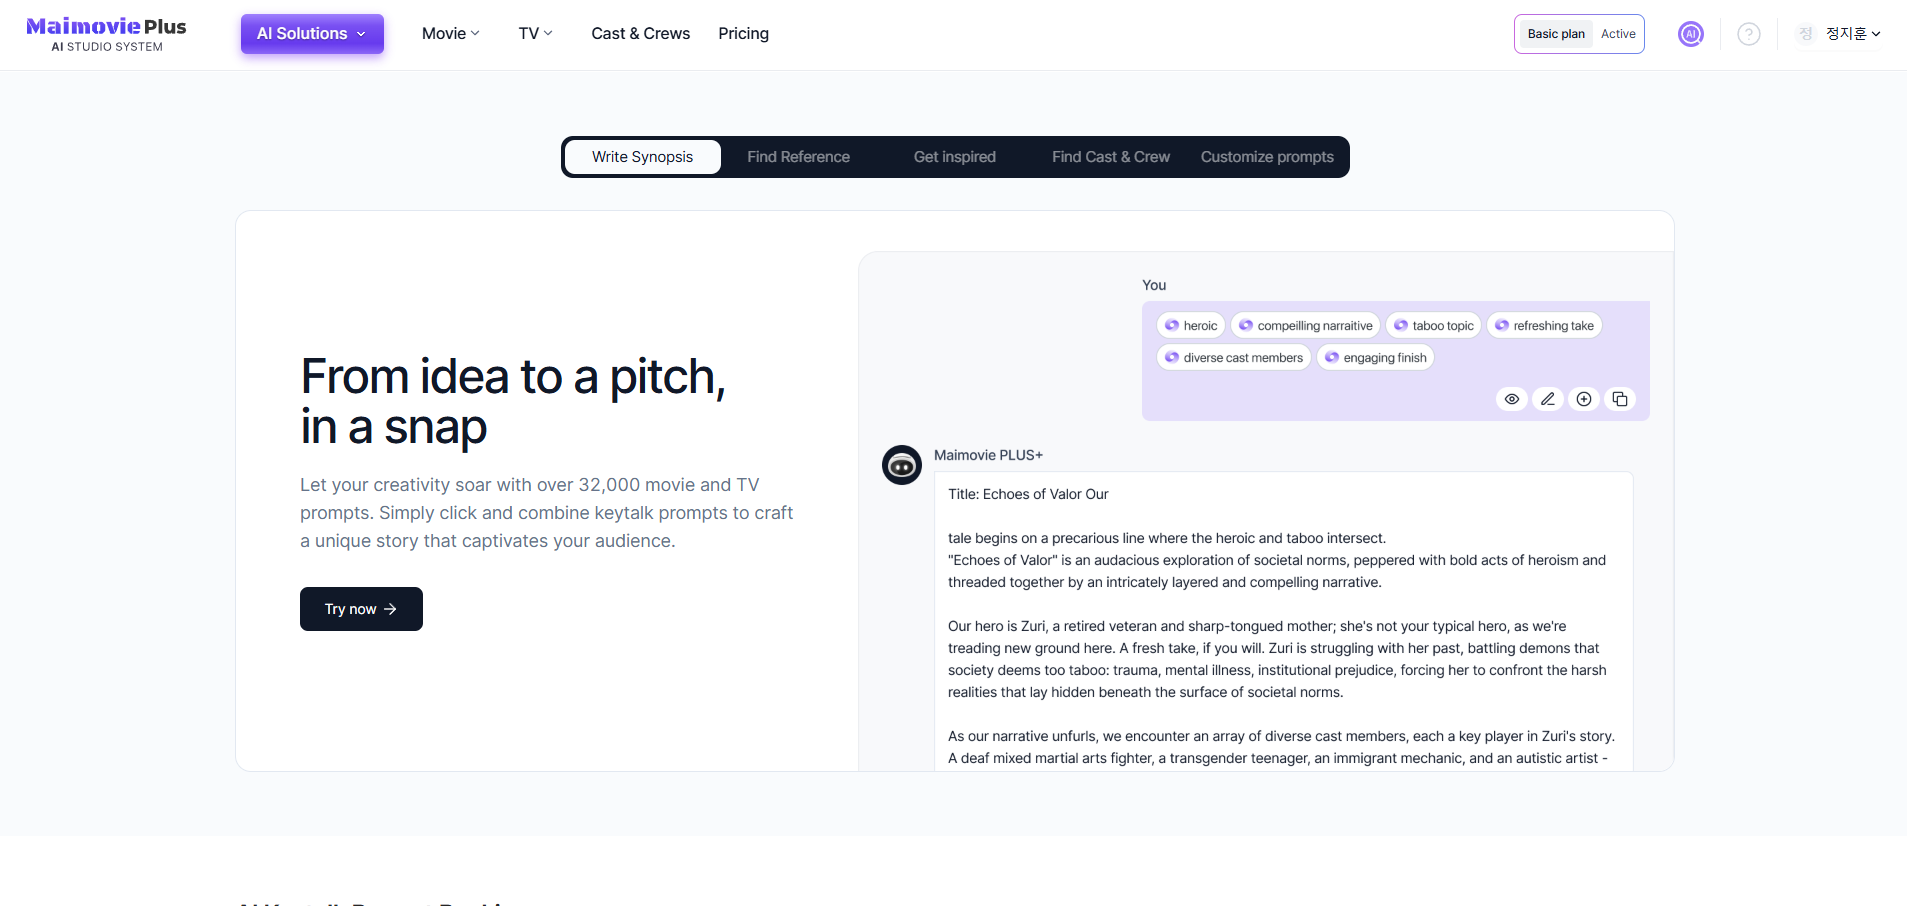 Maimovie Plus
AI STUDIO SYSTEM
AI Solutions
Movie
TV
Cast & Crews
Pricing
Basic plan
Active
AI
?
정
정지훈
Write Synopsis
Find Reference
Get inspired
Find Cast & Crew
Customize prompts
From idea to a pitch,
in a snap
Let your creativity soar with over 32,000 movie and TV
prompts. Simply click and combine keytalk prompts to craft
a unique story that captivates your audience.
Try now
You
heroic
compeilling narraitive
taboo topic
refreshing take
diverse cast members
engaging finish
Maimovie PLUS+
Title: Echoes of Valor Our
tale begins on a precarious line where the heroic and taboo intersect.
"Echoes of Valor" is an audacious exploration of societal norms, peppered with bold acts of heroism and
threaded together by an intricately layered and compelling narrative.
Our hero is Zuri, a retired veteran and sharp-tongued mother; she's not your typical hero, as we're
treading new ground here. A fresh take, if you will. Zuri is struggling with her past, battling demons that
society deems too taboo: trauma, mental illness, institutional prejudice, forcing her to confront the harsh
realities that lay hidden beneath the surface of societal norms.
As our narrative unfurls, we encounter an array of diverse cast members, each a key player in Zuri's story.
A deaf mixed martial arts fighter, a transgender teenager, an immigrant mechanic, and an autistic artist -